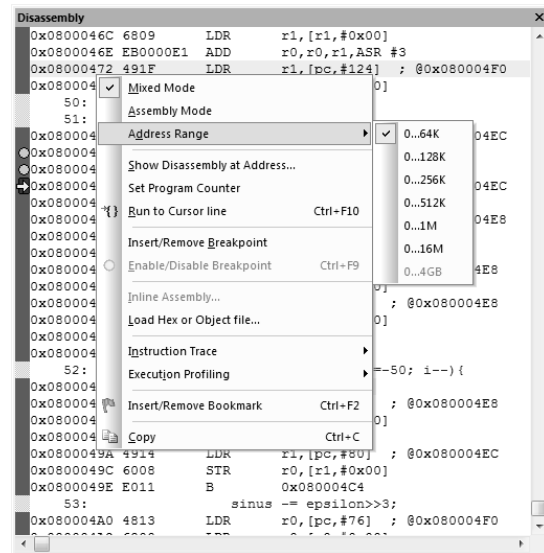 Disassembly
0x0800046C 6809 LDR r1,[r1,#0x00]
0x0800046E EB0000E1 ADD r0,r0,r1,ASR #3
0x08000472 491F LDR r1,[pc,#124] ; @0x080004F0
0x080004 0]
Mixed Mode
50:
Assembly Mode
51:
0x080004 4EC
Address Range
0...64K
0x080004
0...128K
0x080004
Show Disassembly at Address...
0...256K
0x080004 4EC
Set Program Counter
0...512K
0x080004
Run to Cursor line Ctrl+F10
0...1M
0x080004 4E8
0x080004
Insert/Remove Breakpoint
0...16M
0x080004
Enable/Disable Breakpoint Ctrl+F9
0...4GB
0x080004 4E8
0x080004 0]
Inline Assembly...
0x080004 ; @0x080004E8
Load Hex or Object file...
0x080004 0]
0x080004
Instruction Trace
0x080004
52: =-50; i--){
Execution Profiling
0x080004
Insert/Remove Bookmark Ctrl+F2
0x080004 ; @0x080004E8
0x080004 0]
Copy Ctrl+C
0x0800049A 4914 LDR r1,[pc,#80] ; @0x080004EC
0x0800049C 6008 STR r0,[r1,#0x00]
0x0800049E E011 B 0x080004C4
53: sinus -= epsilon>>3;
0x080004A0 4813 LDR r0,[pc,#76] ; @0x080004F0